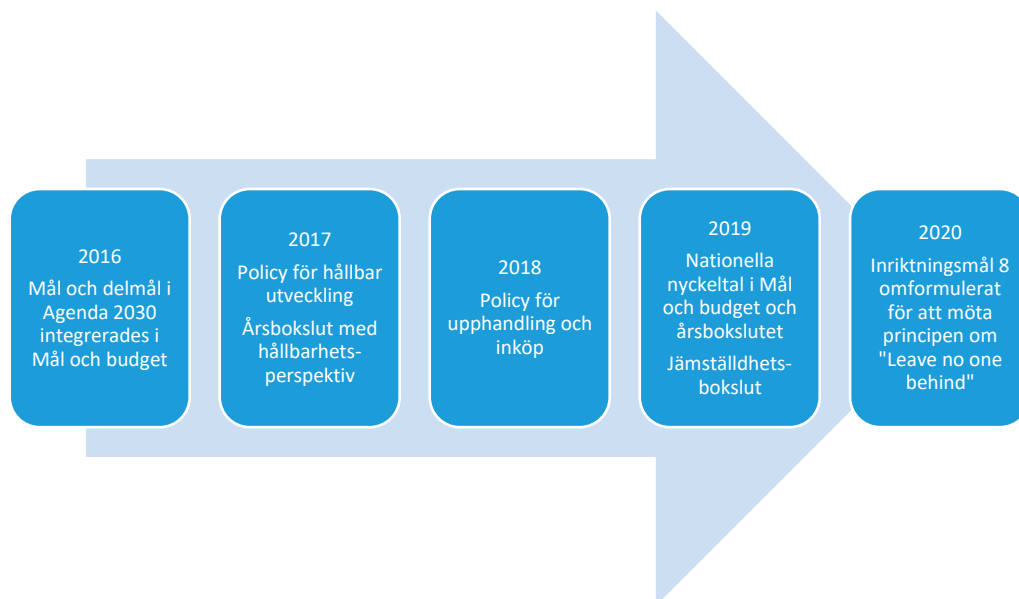 2016
Mål och delmål i
Agenda 2030
integrerades i
Mål och budget
2017
Policy för hållbar
utveckling
Årsbokslut med
hållbarhets-
perspektiv
2018
Policy för
upphandling och
inköp
2019
Nationella
nyckeltal i Mål
och budget och
årsbokslutet
Jämställdhets-
bokslut
2020
Inriktningsmål 8
omformulerat
för att möta
principen om
"Leave no one
behind"